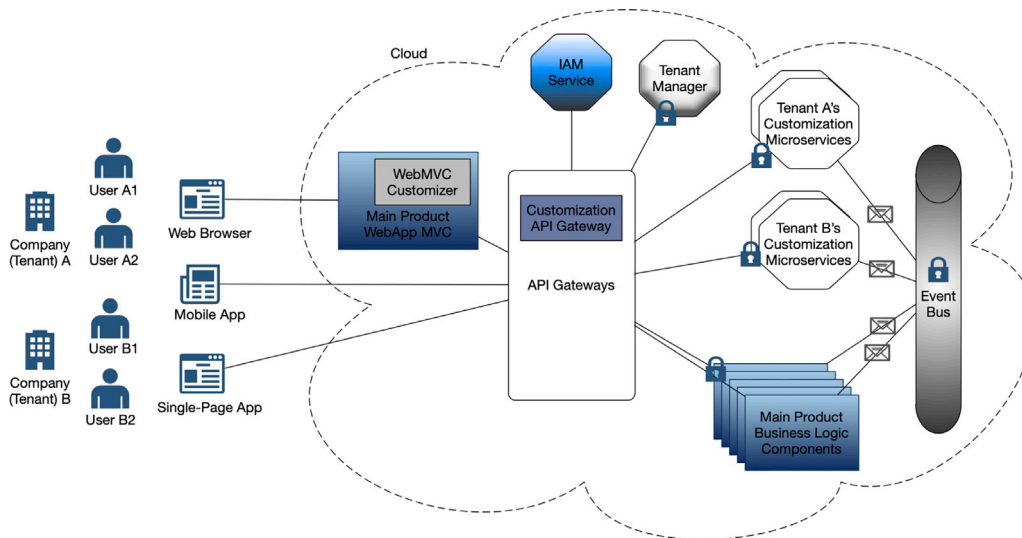 Cloud
IAM
Service
Tenant
Manager
Tenant A's
Customization
Microservices
User A1
WebMVC
Customizer
Main Product
WebApp MVC
Customization
API Gateway
Company
(Tenant) A
User A2
Web Browser
Tenant B's
Customization
Microservices
API Gateways
Event
Bus
Mobile App
User B1
Company
(Tenant) B
User B2
Single-Page App
Main Product
Business Logic
Components